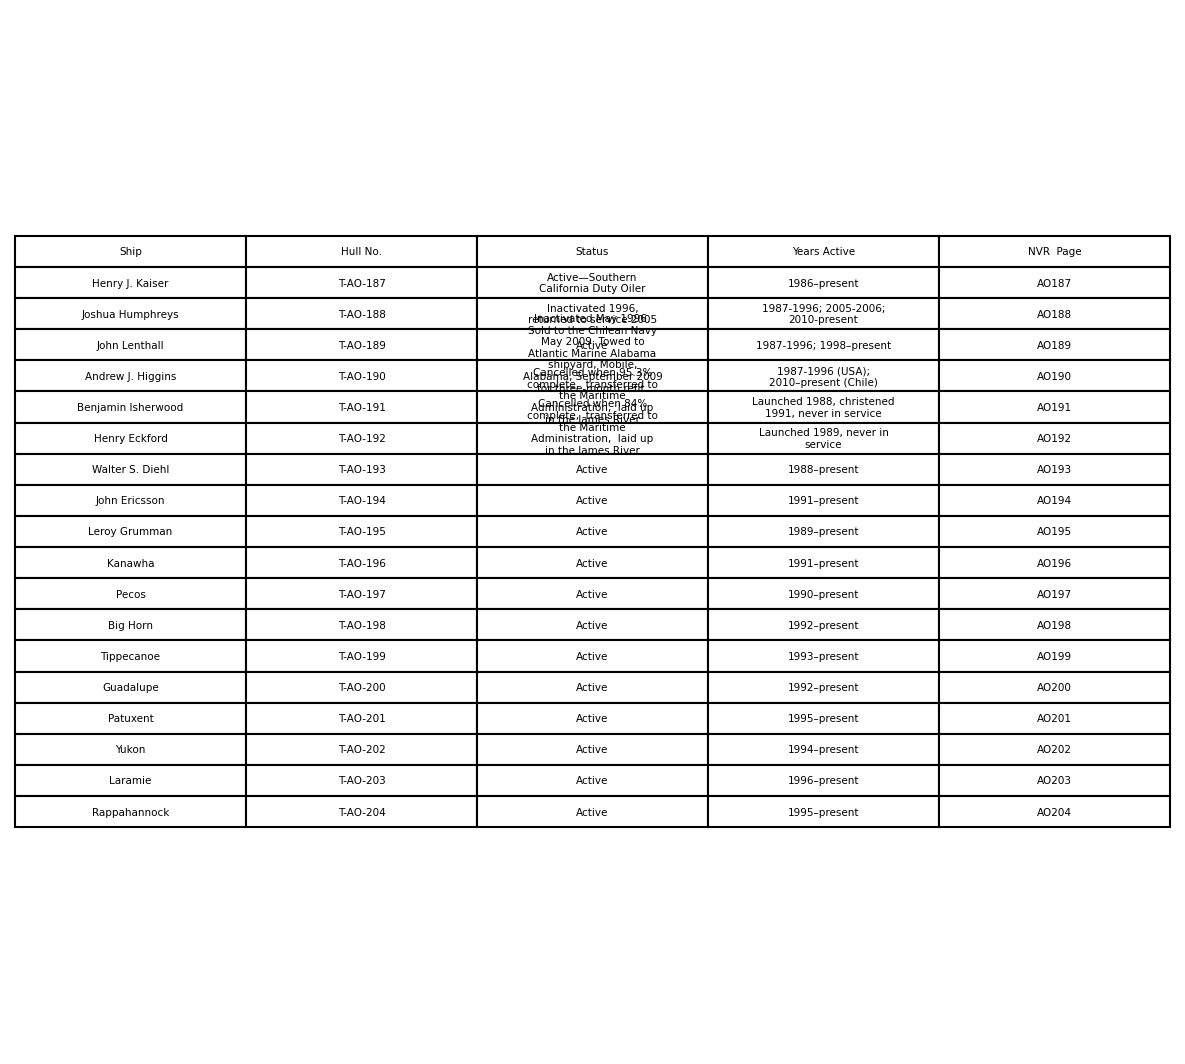 Ship Hull No. Status Years Active NVR Page
Henry J. Kaiser T-AO-187 Active—Southern California Duty Oiler 1986–present AO187
Joshua Humphreys T-AO-188 Inactivated 1996, returned to service 2005 1987-1996; 2005-2006; 2010-present AO188
John Lenthall T-AO-189 Active 1987-1996; 1998–present AO189
Andrew J. Higgins T-AO-190 Inactivated May 1996, Sold to the Chilean Navy May 2009, Towed to Atlantic Marine Alabama shipyard, Mobile, Alabama, September 2009 for three-month refit 1987-1996 (USA); 2010–present (Chile) AO190
Benjamin Isherwood T-AO-191 Cancelled when 95.3% complete, transferred to the Maritime Administration, laid up in the James River Launched 1988, christened 1991, never in service AO191
Henry Eckford T-AO-192 Cancelled when 84% complete, transferred to the Maritime Administration, laid up in the James River Launched 1989, never in service AO192
Walter S. Diehl T-AO-193 Active 1988–present AO193
John Ericsson T-AO-194 Active 1991–present AO194
Leroy Grumman T-AO-195 Active 1989–present AO195
Kanawha T-AO-196 Active 1991–present AO196
Pecos T-AO-197 Active 1990–present AO197
Big Horn T-AO-198 Active 1992–present AO198
Tippecanoe T-AO-199 Active 1993–present AO199
Guadalupe T-AO-200 Active 1992–present AO200
Patuxent T-AO-201 Active 1995–present AO201
Yukon T-AO-202 Active 1994–present AO202
Laramie T-AO-203 Active 1996–present AO203
Rappahannock T-AO-204 Active 1995–present AO204